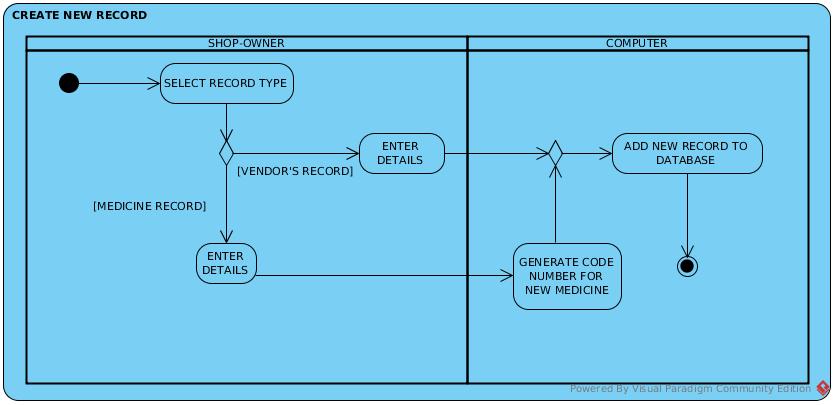 CREATE NEW RECORD
SHOP-OWNER
COMPUTER
SELECT RECORD TYPE
ENTER
DETAILS
ADD NEW RECORD TO
DATABASE
[VENDOR'S RECORD]
[MEDICINE RECORD]
ENTER
DETAILS
GENERATE CODE
NUMBER FOR
NEW MEDICINE
Powered By Visual Paradigm Community Edition